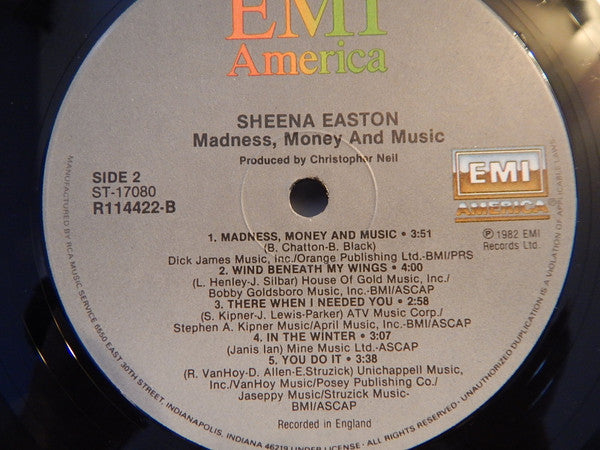 EMI
America
SHEENA EASTON
Madness, Money And Music
Produced by Christopher Neil
SIDE 2
ST-17080
R114422-B
EMI
AMERICA®
℗ 1982 EMI
Records Ltd.
1. MADNESS, MONEY AND MUSIC • 3:51
(B. Chatton-B. Black)
Dick James Music, Inc./Orange Publishing Ltd.-BMI/PRS
2. WIND BENEATH MY WINGS • 4:00
(L. Henley-J. Silbar) House Of Gold Music, Inc./
Bobby Goldsboro Music, Inc.-BMI/ASCAP
3. THERE WHEN I NEEDED YOU • 2:58
(S. Kipner-J. Lewis-Parker) ATV Music Corp./
Stephen A. Kipner Music/April Music, Inc.-BMI/ASCAP
4. IN THE WINTER • 3:07
(Janis Ian) Mine Music Ltd.-ASCAP
5. YOU DO IT • 3:38
(R. VanHoy-D. Allen-E.Struzick) Unichappell Music,
Inc./VanHoy Music/Posey Publishing Co./
Jaseppy Music/Struzick Music-
BMI/ASCAP
Recorded in England
MANUFACTURED BY RCA MUSIC SERVICE 6550 EAST 30TH STREET, INDIANAPOLIS, INDIANA 46219 UNDER LICENSE · ALL RIGHTS RESERVED · UNAUTHORIZED DUPLICATION IS A VIOLATION OF APPLICABLE LAWS.